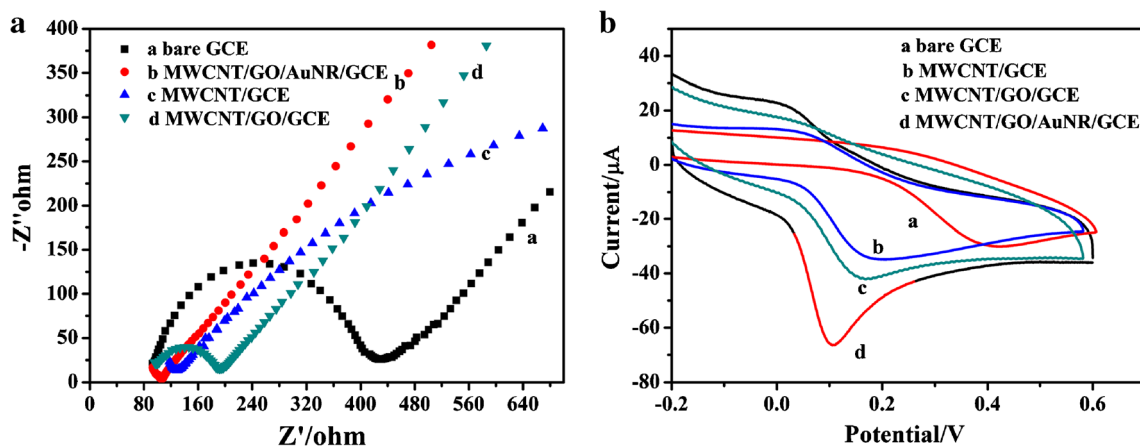 a
400
350
300
250
200
150
100
50
0
-Z''ohm
a bare GCE
b MWCNT/GO/AuNR/GCE
c MWCNT/GCE
d MWCNT/GO/GCE
b
d
c
a
0 80 160 240 320 400 480 560 640
Z'/ohm
b
40
20
0
-20
-40
-60
-80
Current/μA
a bare GCE
b MWCNT/GCE
c MWCNT/GO/GCE
d MWCNT/GO/AuNR/GCE
a
b
c
d
-0.2 0.0 0.2 0.4 0.6
Potential/V